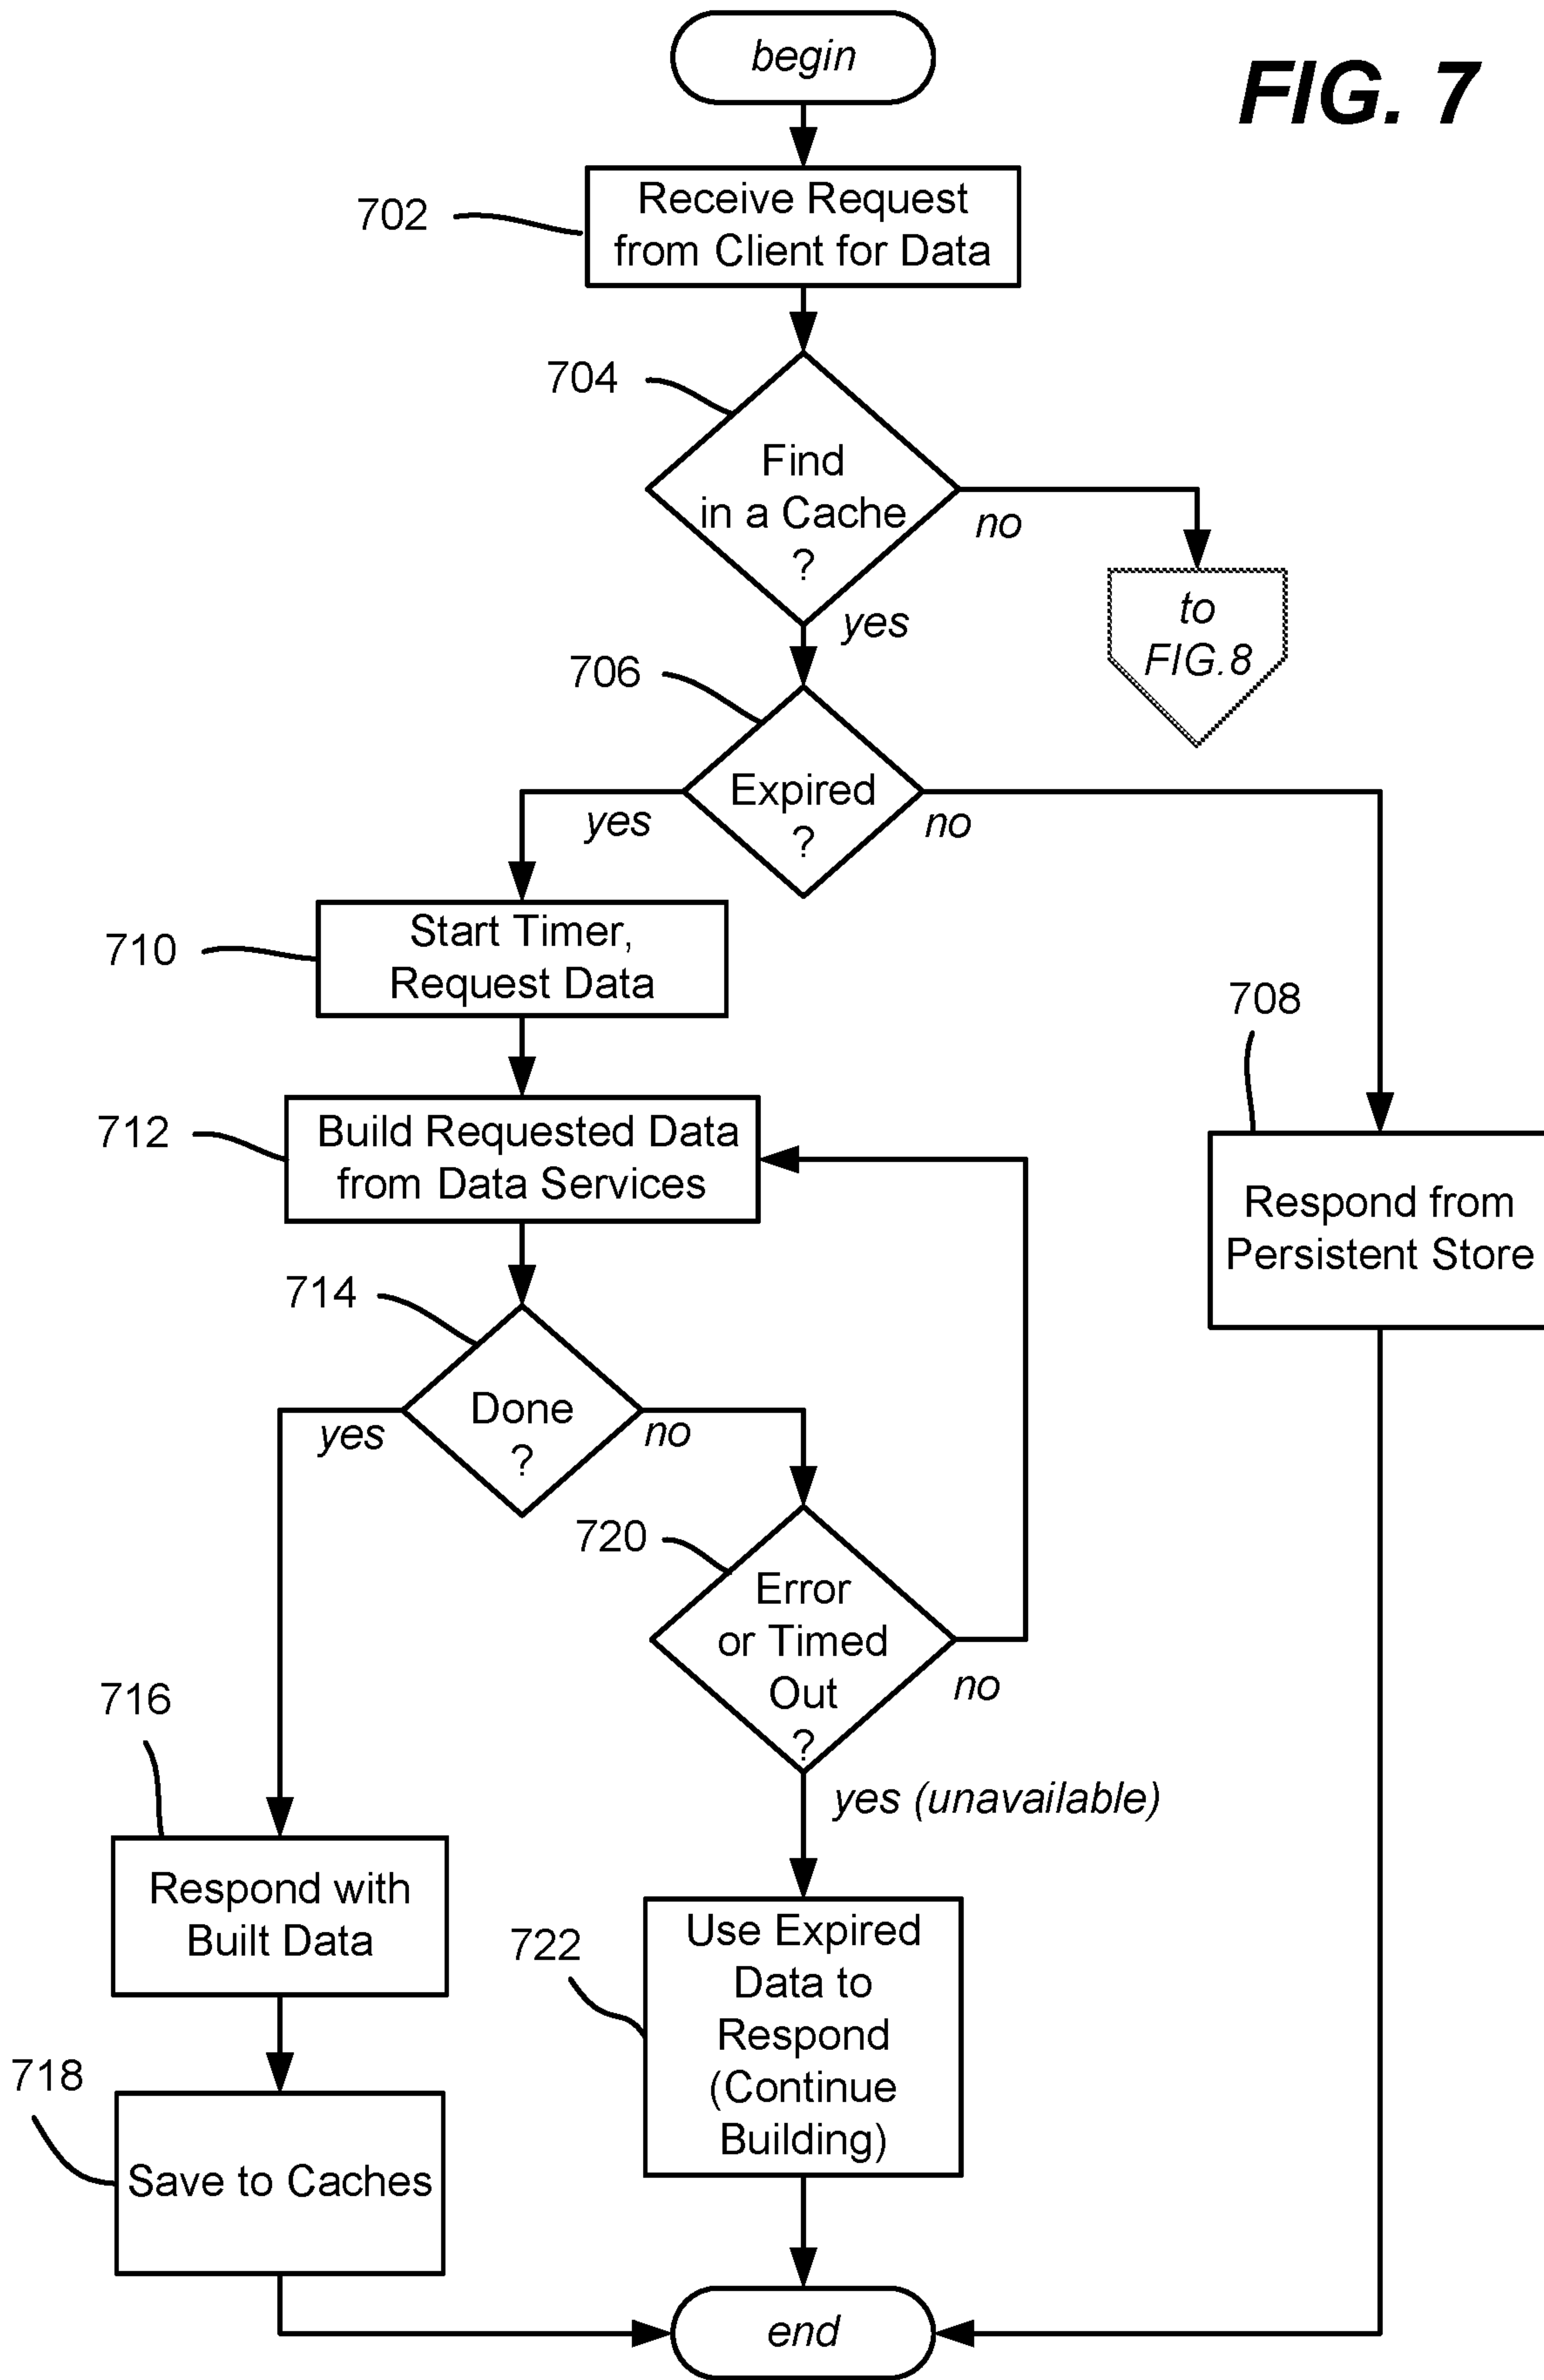 begin
FIG. 7
702
Receive Request
from Client for Data
704
Find
in a Cache
?
no
yes
to
FIG.8
706
Expired
?
yes
no
710
Start Timer,
Request Data
708
712
Build Requested Data
from Data Services
Respond from
Persistent Store
714
Done
?
yes
no
720
Error
or Timed
Out
?
no
716
yes (unavailable)
Respond with
Built Data
722
Use Expired
Data to
Respond
(Continue
Building)
718
Save to Caches
end